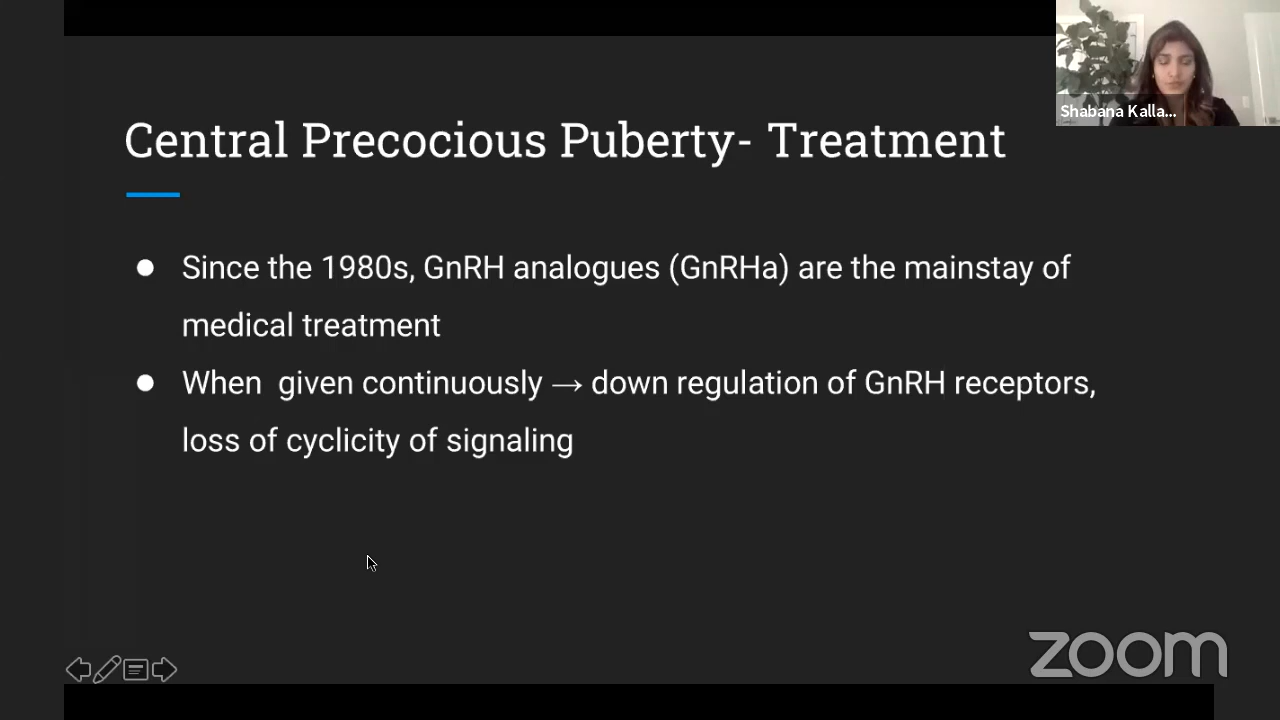 Shabana Kalla...
Central Precocious Puberty- Treatment
● Since the 1980s, GnRH analogues (GnRHa) are the mainstay of
medical treatment
● When  given continuously → down regulation of GnRH receptors,
loss of cyclicity of signaling
zoom